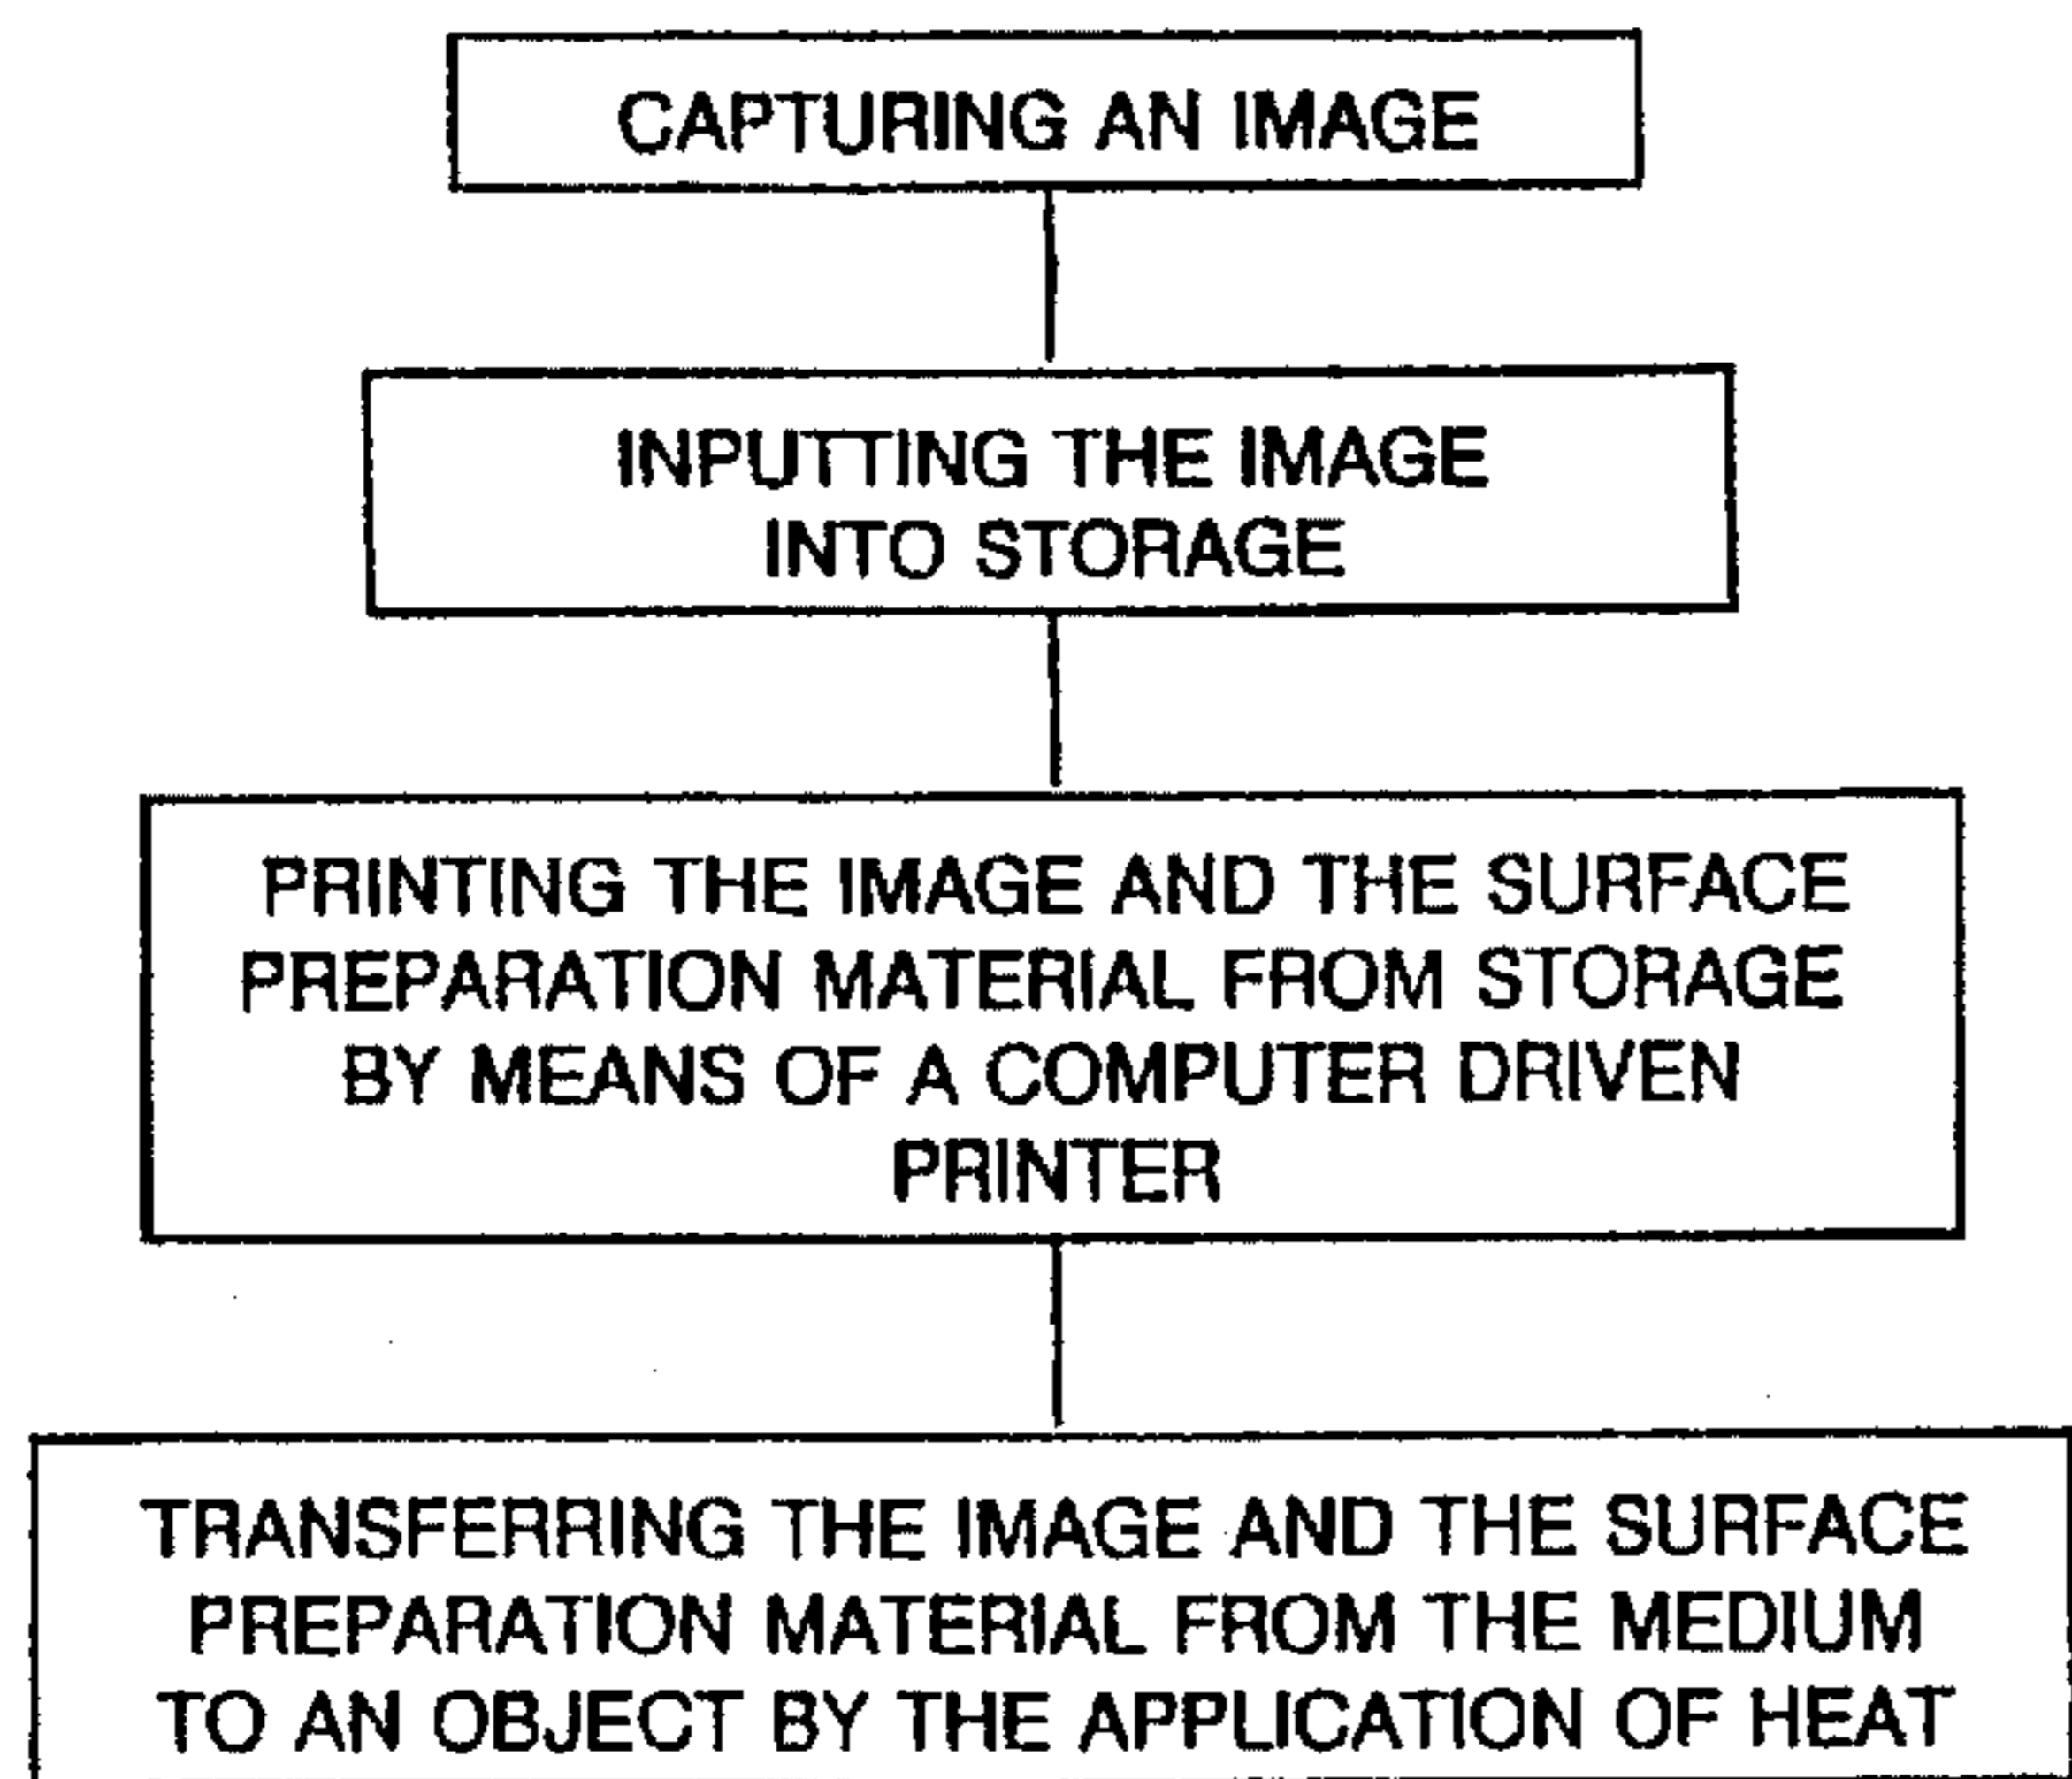 CAPTURING AN IMAGE
INPUTTING THE IMAGE
INTO STORAGE
PRINTING THE IMAGE AND THE SURFACE
PREPARATION MATERIAL FROM STORAGE
BY MEANS OF A COMPUTER DRIVEN
PRINTER
TRANSFERRING THE IMAGE AND THE SURFACE
PREPARATION MATERIAL FROM THE MEDIUM
TO AN OBJECT BY THE APPLICATION OF HEAT